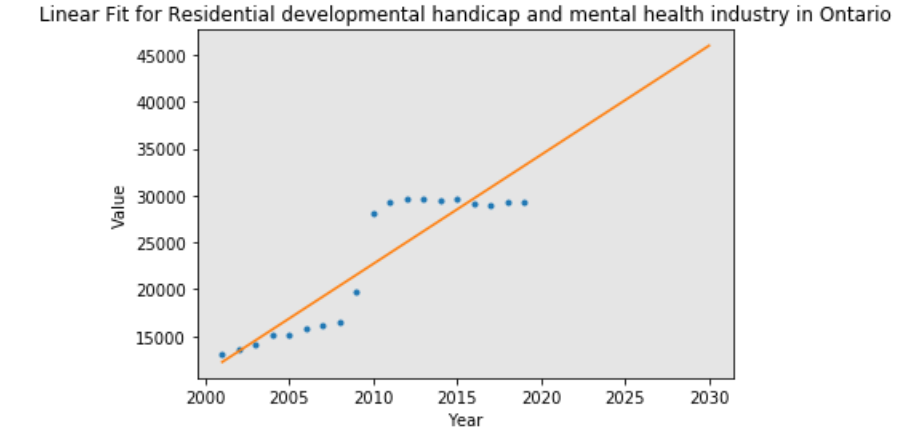 Linear Fit for Residential developmental handicap and mental health industry in Ontario
45000
40000
35000
30000
25000
20000
15000
Value
2000 2005 2010 2015 2020 2025 2030
Year